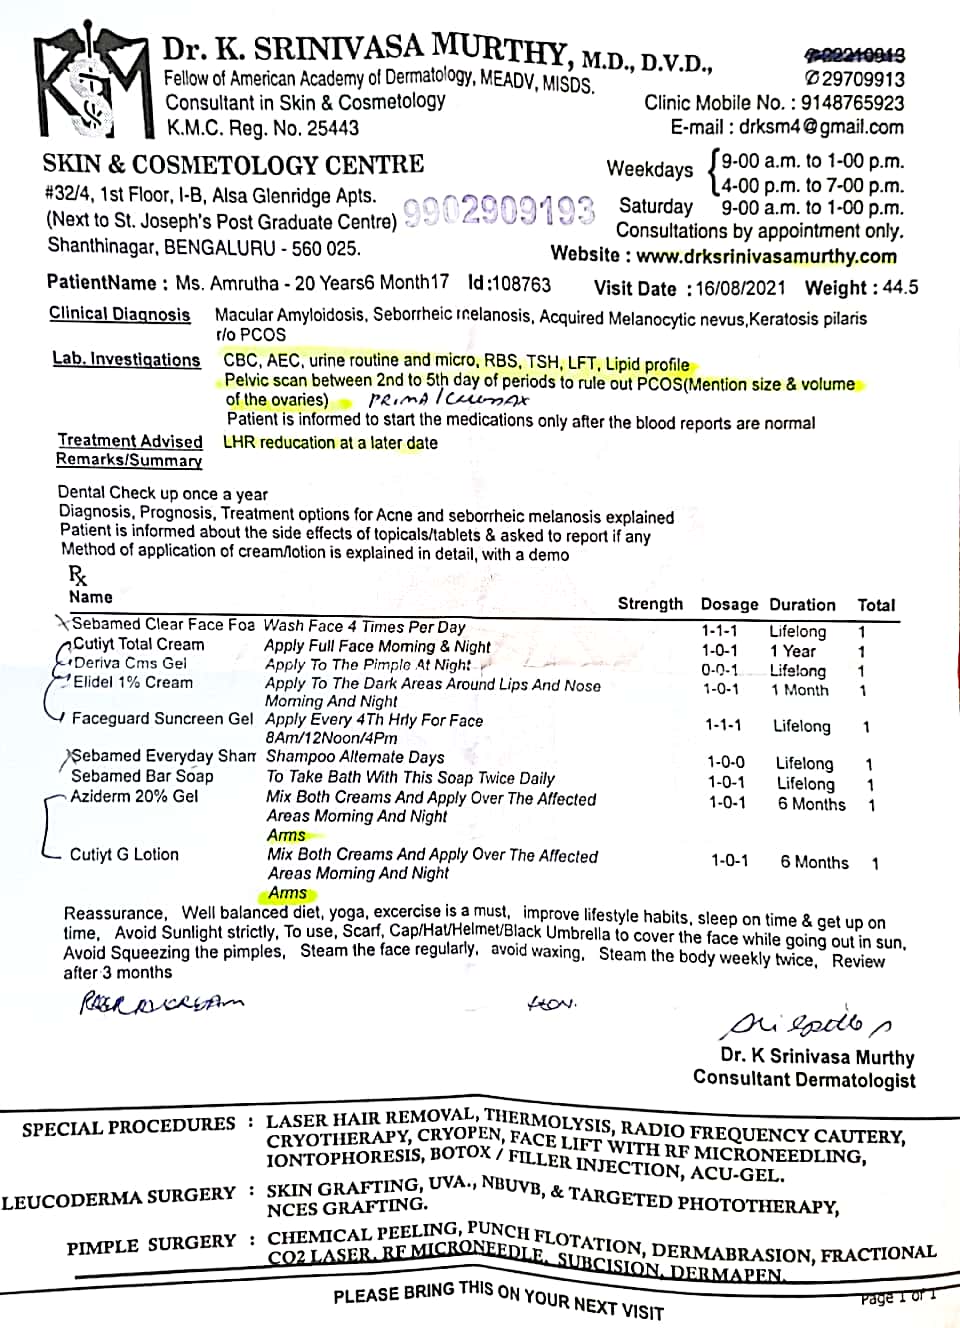 KM
Dr. K. SRINIVASA MURTHY, M.D., D.V.D.,
Fellow of American Academy of Dermatology, MEADV, MISDS.
Consultant in Skin & Cosmetology
K.M.C. Reg. No. 25443
✆29709913
Clinic Mobile No. : 9148765923
E-mail : drksm4@gmail.com
SKIN & COSMETOLOGY CENTRE
#32/4, 1st Floor, I-B, Alsa Glenridge Apts.
(Next to St. Joseph's Post Graduate Centre) 9902909193
Shanthinagar, BENGALURU - 560 025.
Weekdays { 9-00 a.m. to 1-00 p.m.
4-00 p.m. to 7-00 p.m.
Saturday 9-00 a.m. to 1-00 p.m.
Consultations by appointment only.
Website : www.drksrinivasamurthy.com
PatientName : Ms. Amrutha - 20 Years6 Month17 Id:108763 Visit Date : 16/08/2021 Weight : 44.5
Clinical Diagnosis Macular Amyloidosis, Seborrheic melanosis, Acquired Melanocytic nevus,Keratosis pilaris
r/o PCOS
Lab. Investigations CBC, AEC, urine routine and micro, RBS, TSH, LFT, Lipid profile
Pelvic scan between 2nd to 5th day of periods to rule out PCOS(Mention size & volume
of the ovaries)
Patient is informed to start the medications only after the blood reports are normal
Treatment Advised LHR reducation at a later date
Remarks/Summary
Dental Check up once a year
Diagnosis, Prognosis, Treatment options for Acne and seborrheic melanosis explained
Patient is informed about the side effects of topicals/tablets & asked to report if any
Method of application of cream/lotion is explained in detail, with a demo
Rx
Name Strength Dosage Duration Total
Sebamed Clear Face Foa Wash Face 4 Times Per Day 1-1-1 Lifelong 1
Cutiyt Total Cream Apply Full Face Morning & Night 1-0-1 1 Year 1
Deriva Cms Gel Apply To The Pimple At Night 0-0-1 Lifelong 1
Elidel 1% Cream Apply To The Dark Areas Around Lips And Nose 1-0-1 1 Month 1
Morning And Night
Faceguard Suncreen Gel Apply Every 4Th Hrly For Face 1-1-1 Lifelong 1
8Am/12Noon/4Pm
Sebamed Everyday Sham Shampoo Alternate Days 1-0-0 Lifelong 1
Sebamed Bar Soap To Take Bath With This Soap Twice Daily 1-0-1 Lifelong 1
Aziderm 20% Gel Mix Both Creams And Apply Over The Affected 1-0-1 6 Months 1
Areas Morning And Night
Arms
Cutiyt G Lotion Mix Both Creams And Apply Over The Affected 1-0-1 6 Months 1
Areas Morning And Night
Arms
Reassurance, Well balanced diet, yoga, excercise is a must, improve lifestyle habits, sleep on time & get up on
time, Avoid Sunlight strictly, To use, Scarf, Cap/Hat/Helmet/Black Umbrella to cover the face while going out in sun,
Avoid Squeezing the pimples, Steam the face regularly, avoid waxing, Steam the body weekly twice, Review
after 3 months
Dr. K Srinivasa Murthy
Consultant Dermatologist
SPECIAL PROCEDURES : LASER HAIR REMOVAL, THERMOLYSIS, RADIO FREQUENCY CAUTERY,
CRYOTHERAPY, CRYOPEN, FACE LIFT WITH RF MICRONEEDLING,
IONTOPHORESIS, BOTOX / FILLER INJECTION, ACU-GEL.
LEUCODERMA SURGERY : SKIN GRAFTING, UVA., NBUVB, & TARGETED PHOTOTHERAPY,
NCES GRAFTING.
PIMPLE SURGERY : CHEMICAL PEELING, PUNCH FLOTATION, DERMABRASION, FRACTIONAL
CO2 LASER, RF MICRONEEDLE, SUBCISION, DERMAPEN.
PLEASE BRING THIS ON YOUR NEXT VISIT
Page 1 of 1